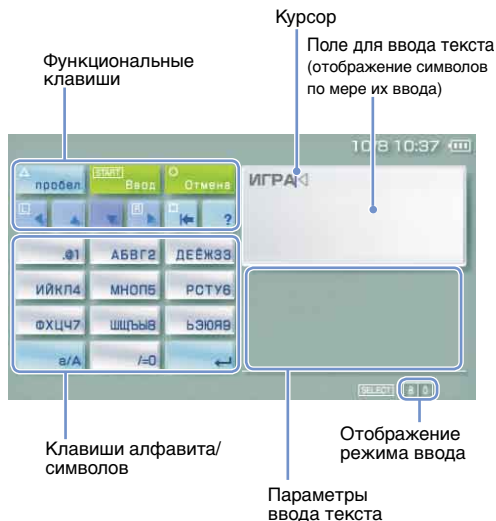 Курсор
Поле для ввода текста
(отображение символов
по мере их ввода)
Функциональные
клавиши
10/8 10:37
△ пробел START Ввод ○ Отмена
L R □ ?
ИГРА
.@1 АБВГ2 ДЕЁЖЗ3
ИЙКЛ4 МНОП5 РСТУ6
ФХЦЧ7 ШЩЪЫ8 ЬЭЮЯ9
a/A /=0
SELECT
Клавиши алфавита/
символов
Отображение
режима ввода
Параметры
ввода текста